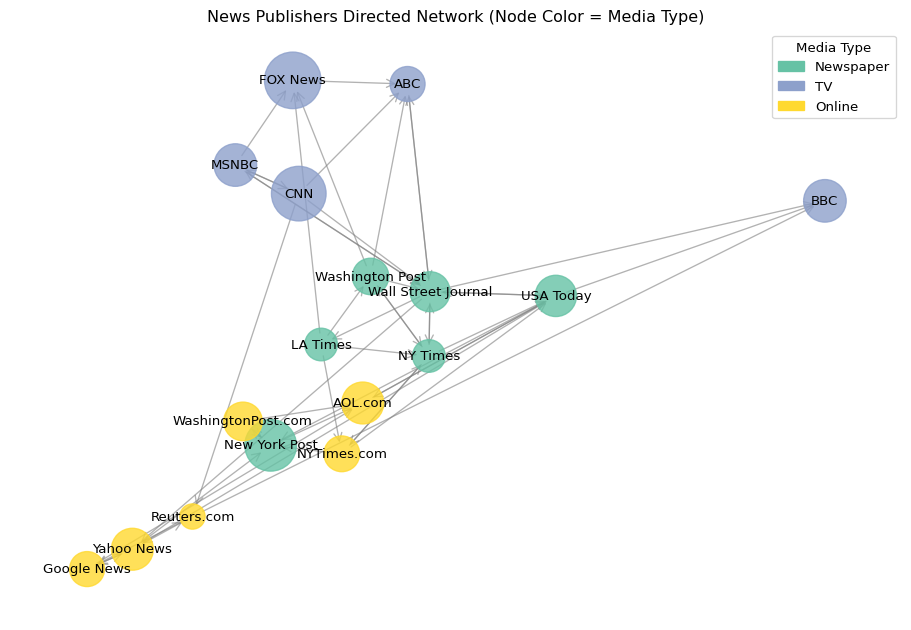 News Publishers Directed Network (Node Color = Media Type)
Media Type
Newspaper
TV
Online
FOX News
ABC
MSNBC
CNN
BBC
Washington Post
Wall Street Journal
USA Today
LA Times
NY Times
AOL.com
WashingtonPost.com
New York Post
NYTimes.com
Reuters.com
Yahoo News
Google News